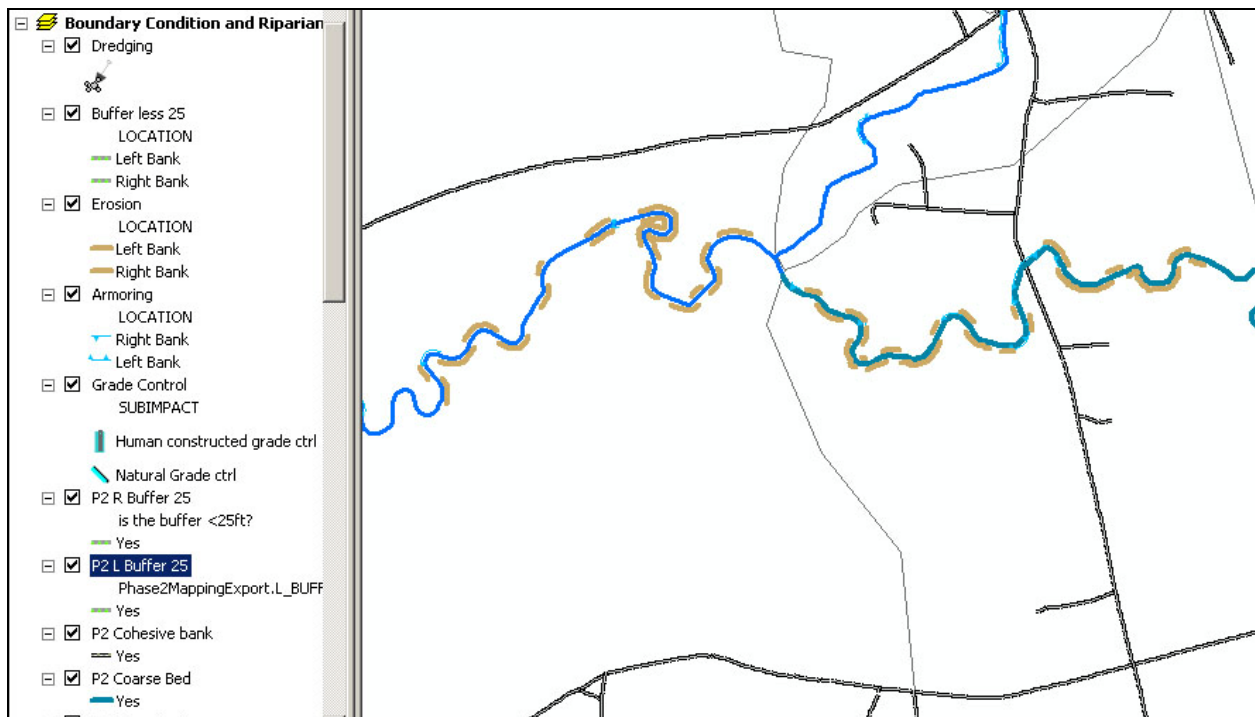 Boundary Condition and Riparian
Dredging
Buffer less 25
LOCATION
Left Bank
Right Bank
Erosion
LOCATION
Left Bank
Right Bank
Armoring
LOCATION
Right Bank
Left Bank
Grade Control
SUBIMPACT
Human constructed grade ctrl
Natural Grade ctrl
P2 R Buffer 25
is the buffer <25ft?
Yes
P2 L Buffer 25
Phase2MappingExport.L_BUFF
Yes
P2 Cohesive bank
Yes
P2 Coarse Bed
Yes